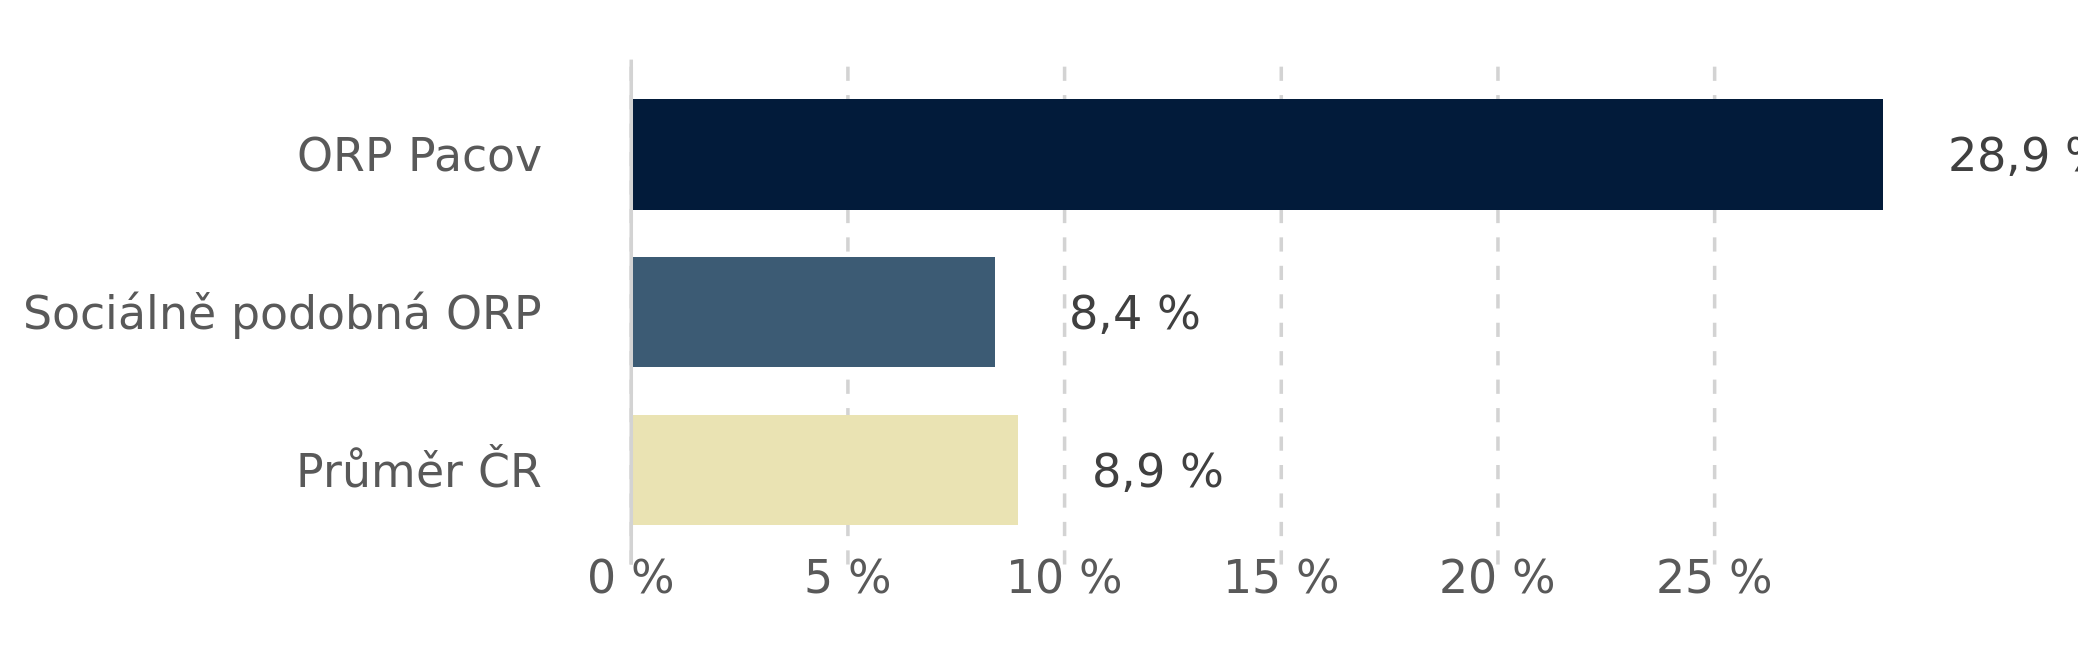 ORP Pacov 28,9 %
Sociálně podobná ORP 8,4 %
Průměr ČR 8,9 %
0 % 5 % 10 % 15 % 20 % 25 %